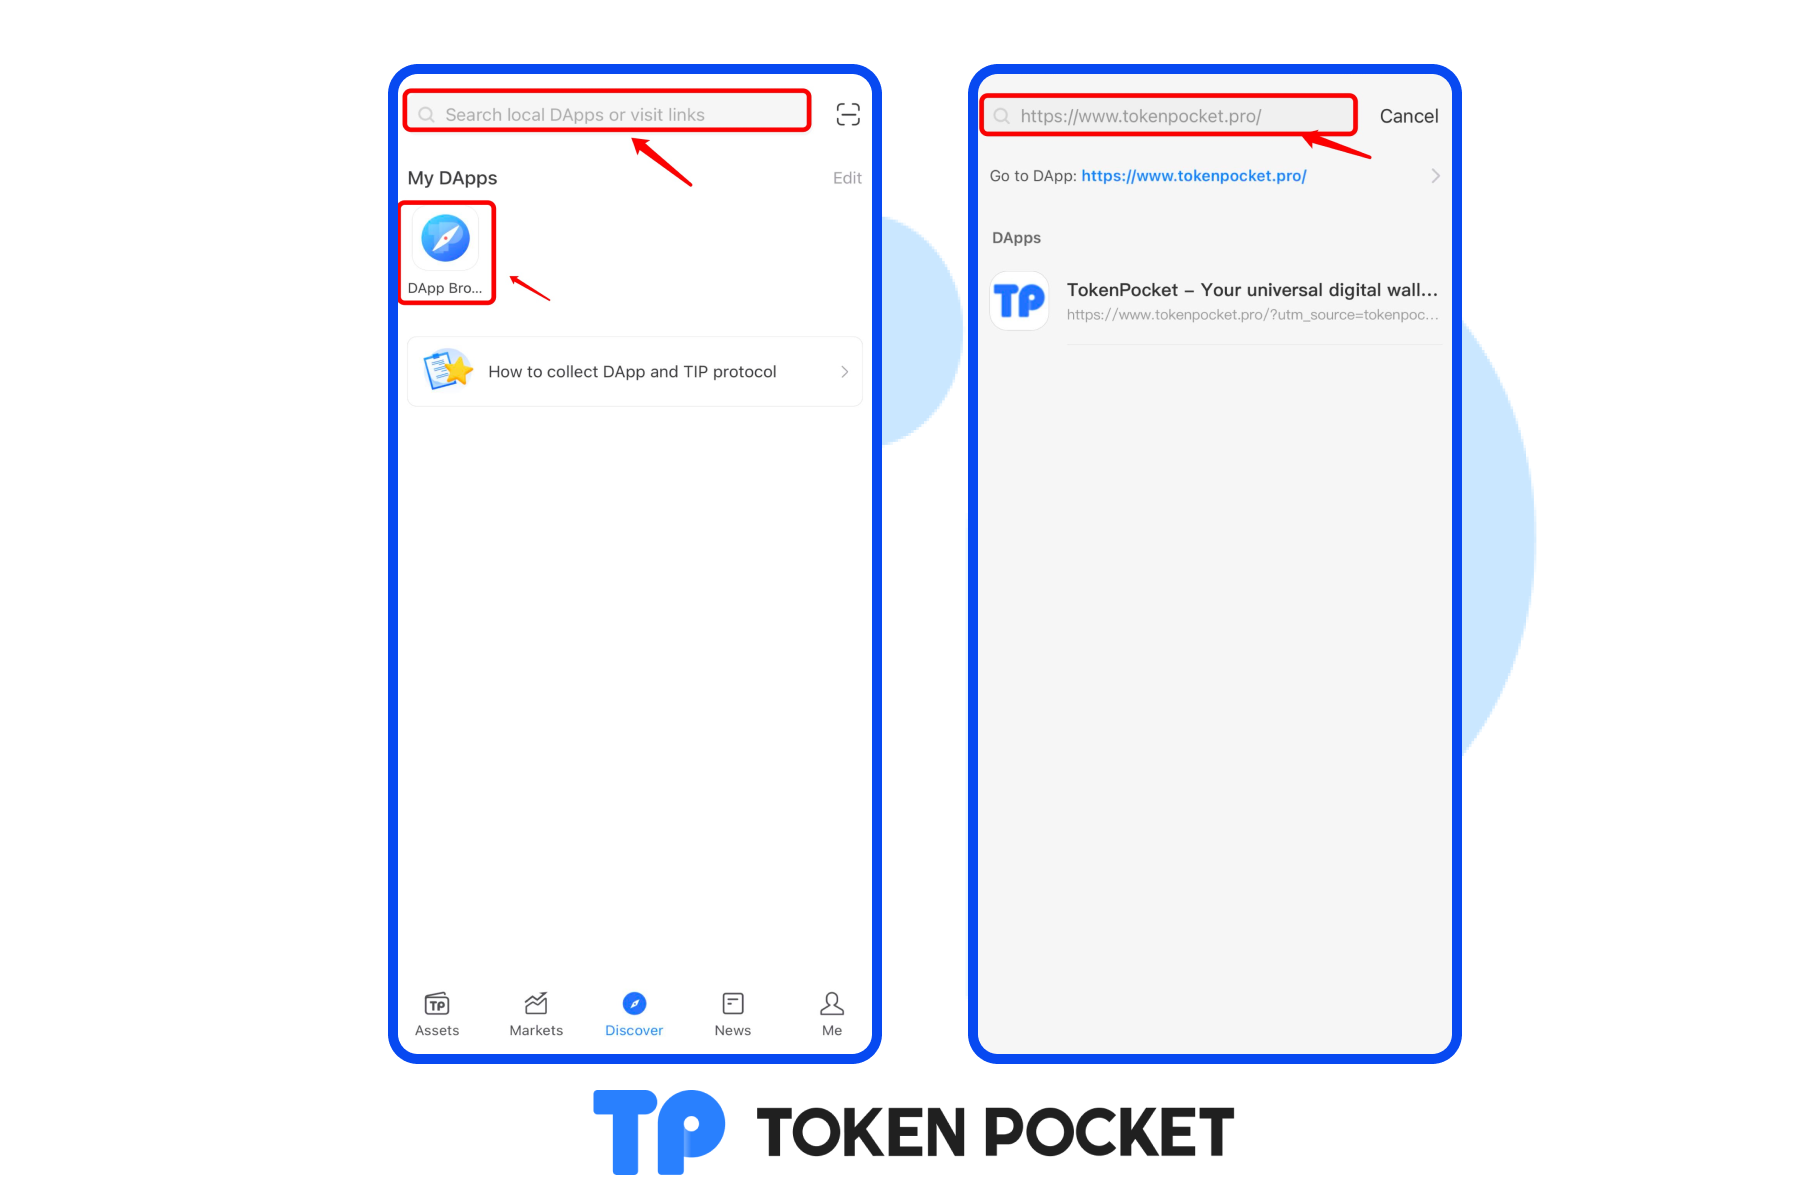 Search local DApps or visit links
My DApps
Edit
DApp Bro...
How to collect DApp and TIP protocol
TP
Assets
Markets
Discover
News
Me
https://www.tokenpocket.pro/
Cancel
Go to DApp: https://www.tokenpocket.pro/
DApps
TP
TokenPocket – Your universal digital wall...
https://www.tokenpocket.pro/?utm_source=tokenpoc...
TP TOKEN POCKET